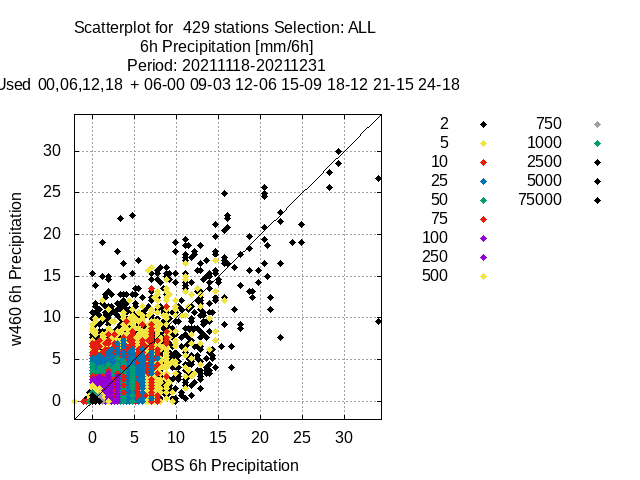 Scatterplot for 429 stations Selection: ALL
6h Precipitation [mm/6h]
Period: 20211118-20211231
Used 00,06,12,18 + 06-00 09-03 12-06 15-09 18-12 21-15 24-18
2 750
5 1000
10 2500
25 5000
50 75000
75
100
250
500
30
25
20
15
10
5
0
w460 6h Precipitation
0 5 10 15 20 25 30
OBS 6h Precipitation